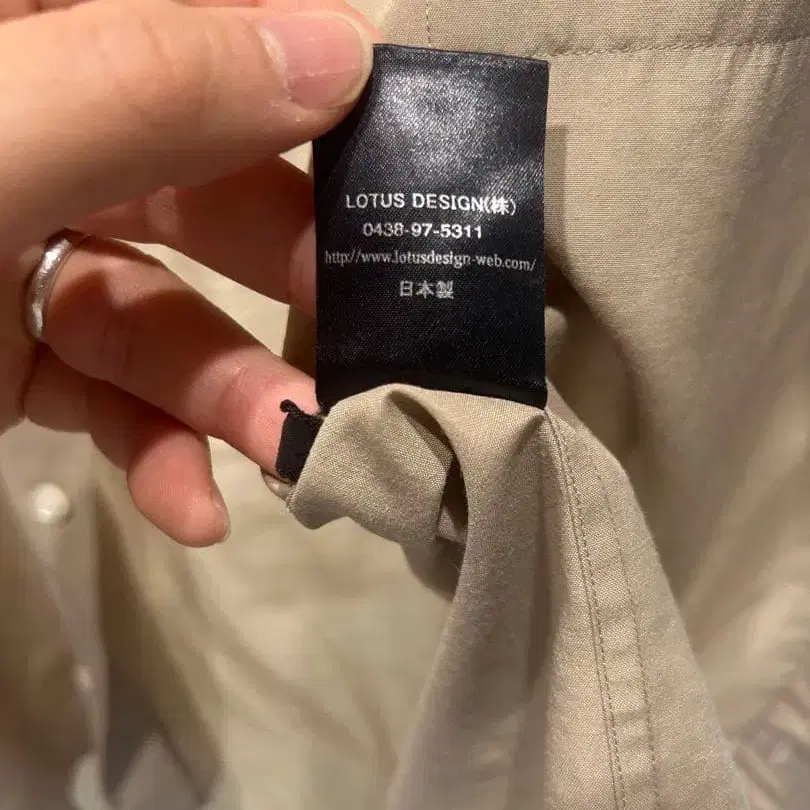 LOTUS DESIGN(株)
0438-97-5311
http://www.lotusdesign-web.com/
日本製